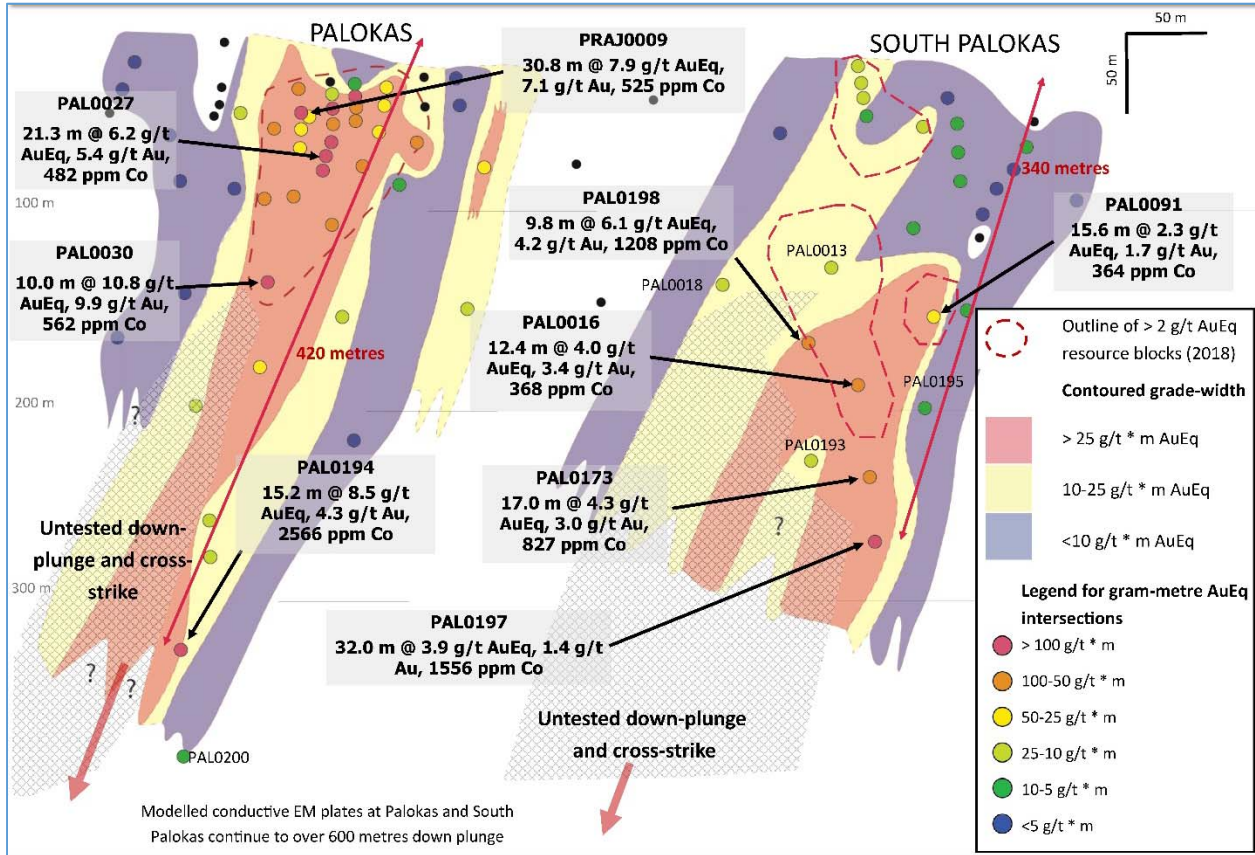 PALOKAS
SOUTH PALOKAS
50 m
50 m
PRAJ0009
30.8 m @ 7.9 g/t AuEq,
7.1 g/t Au, 525 ppm Co
PAL0027
21.3 m @ 6.2 g/t
AuEq, 5.4 g/t Au,
482 ppm Co
340 metres
100 m
PAL0198
9.8 m @ 6.1 g/t AuEq,
4.2 g/t Au, 1208 ppm Co
PAL0091
15.6 m @ 2.3 g/t
AuEq, 1.7 g/t Au,
364 ppm Co
PAL0030
10.0 m @ 10.8 g/t
AuEq, 9.9 g/t Au,
562 ppm Co
PAL0013
PAL0018
PAL0016
12.4 m @ 4.0 g/t
AuEq, 3.4 g/t Au,
368 ppm Co
420 metres
PAL0195
200 m
?
PAL0193
PAL0194
15.2 m @ 8.5 g/t
AuEq, 4.3 g/t Au,
2566 ppm Co
PAL0173
17.0 m @ 4.3 g/t
AuEq, 3.0 g/t Au,
827 ppm Co
?
Untested down-
plunge and cross-
strike
300 m
PAL0197
32.0 m @ 3.9 g/t AuEq, 1.4 g/t
Au, 1556 ppm Co
?
?
PAL0200
Untested down-plunge
and cross-strike
Modelled conductive EM plates at Palokas and South
Palokas continue to over 600 metres down plunge
Outline of > 2 g/t AuEq
resource blocks (2018)
Contoured grade-width
> 25 g/t * m AuEq
10-25 g/t * m AuEq
<10 g/t * m AuEq
Legend for gram-metre AuEq
intersections
> 100 g/t * m
100-50 g/t * m
50-25 g/t * m
25-10 g/t * m
10-5 g/t * m
<5 g/t * m